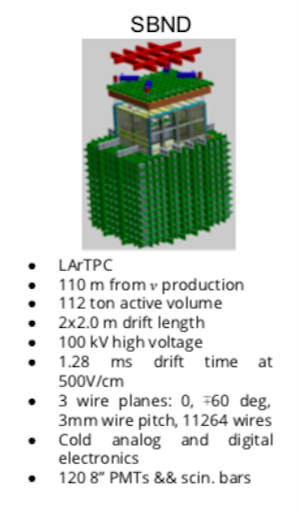 SBND
• LArTPC
• 110 m from ν production
• 112 ton active volume
• 2x2.0 m drift length
• 100 kV high voltage
• 1.28 ms drift time at
500V/cm
• 3 wire planes: 0, ∓60 deg,
3mm wire pitch, 11264 wires
• Cold analog and digital
electronics
• 120 8" PMTs && scin. bars